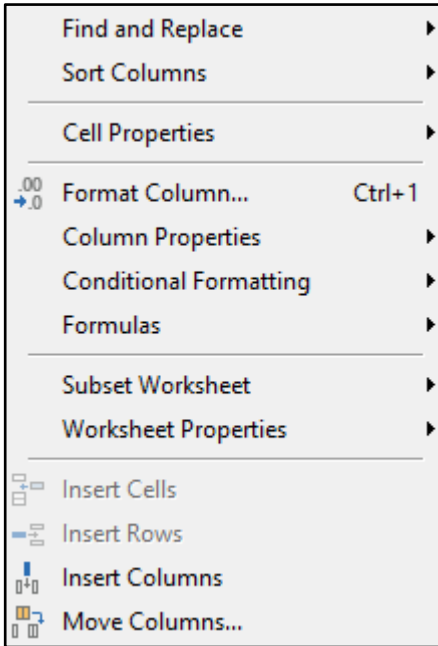 Find and Replace
Sort Columns
Cell Properties
.00
.0 Format Column... Ctrl+1
Column Properties
Conditional Formatting
Formulas
Subset Worksheet
Worksheet Properties
Insert Cells
Insert Rows
Insert Columns
Move Columns...